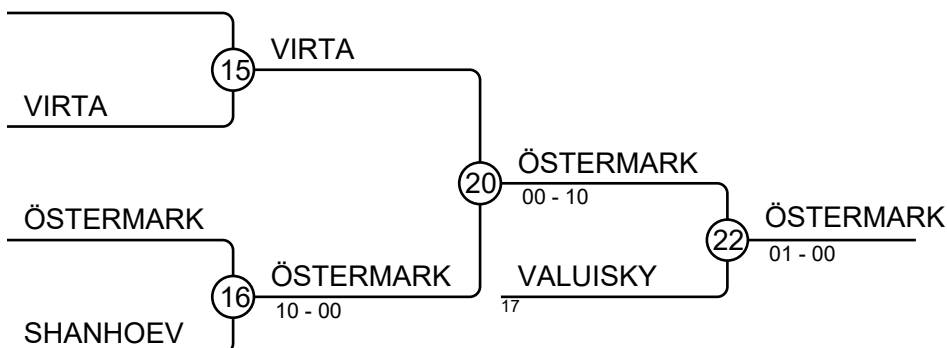 VIRTA
15
VIRTA
ÖSTERMARK
20
00 - 10
ÖSTERMARK
ÖSTERMARK
22
01 - 00
ÖSTERMARK
16
10 - 00
VALUISKY
17
SHANHOEV